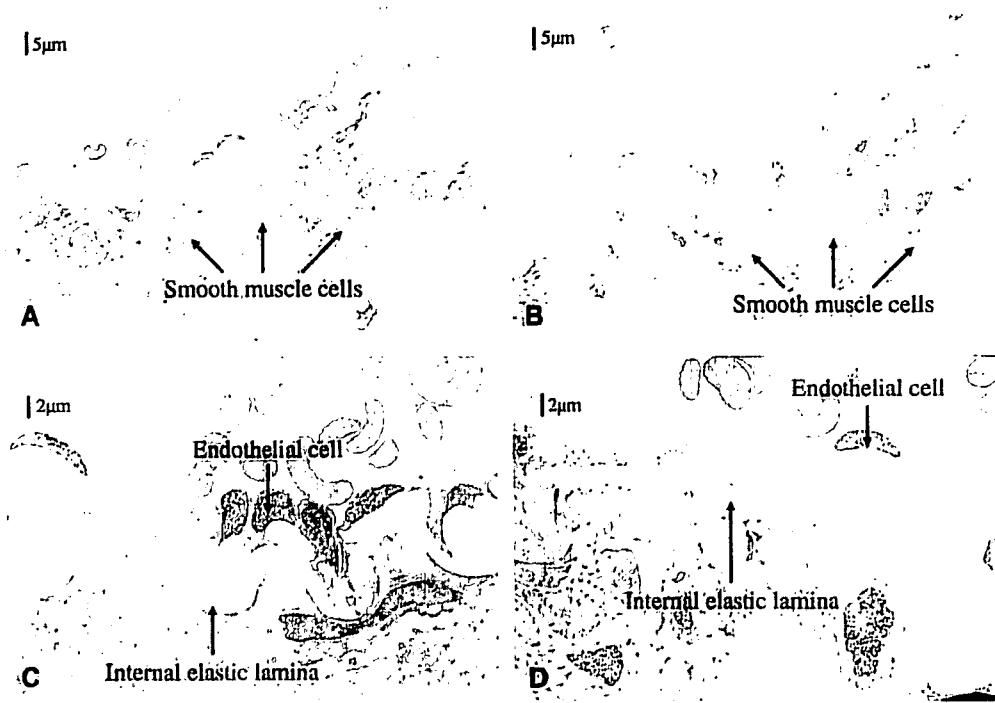 5μm
Smooth muscle cells
A
5μm
Smooth muscle cells
B
2μm
Endothelial cell
Internal elastic lamina
C
2μm
Endothelial cell
Internal elastic lamina
D